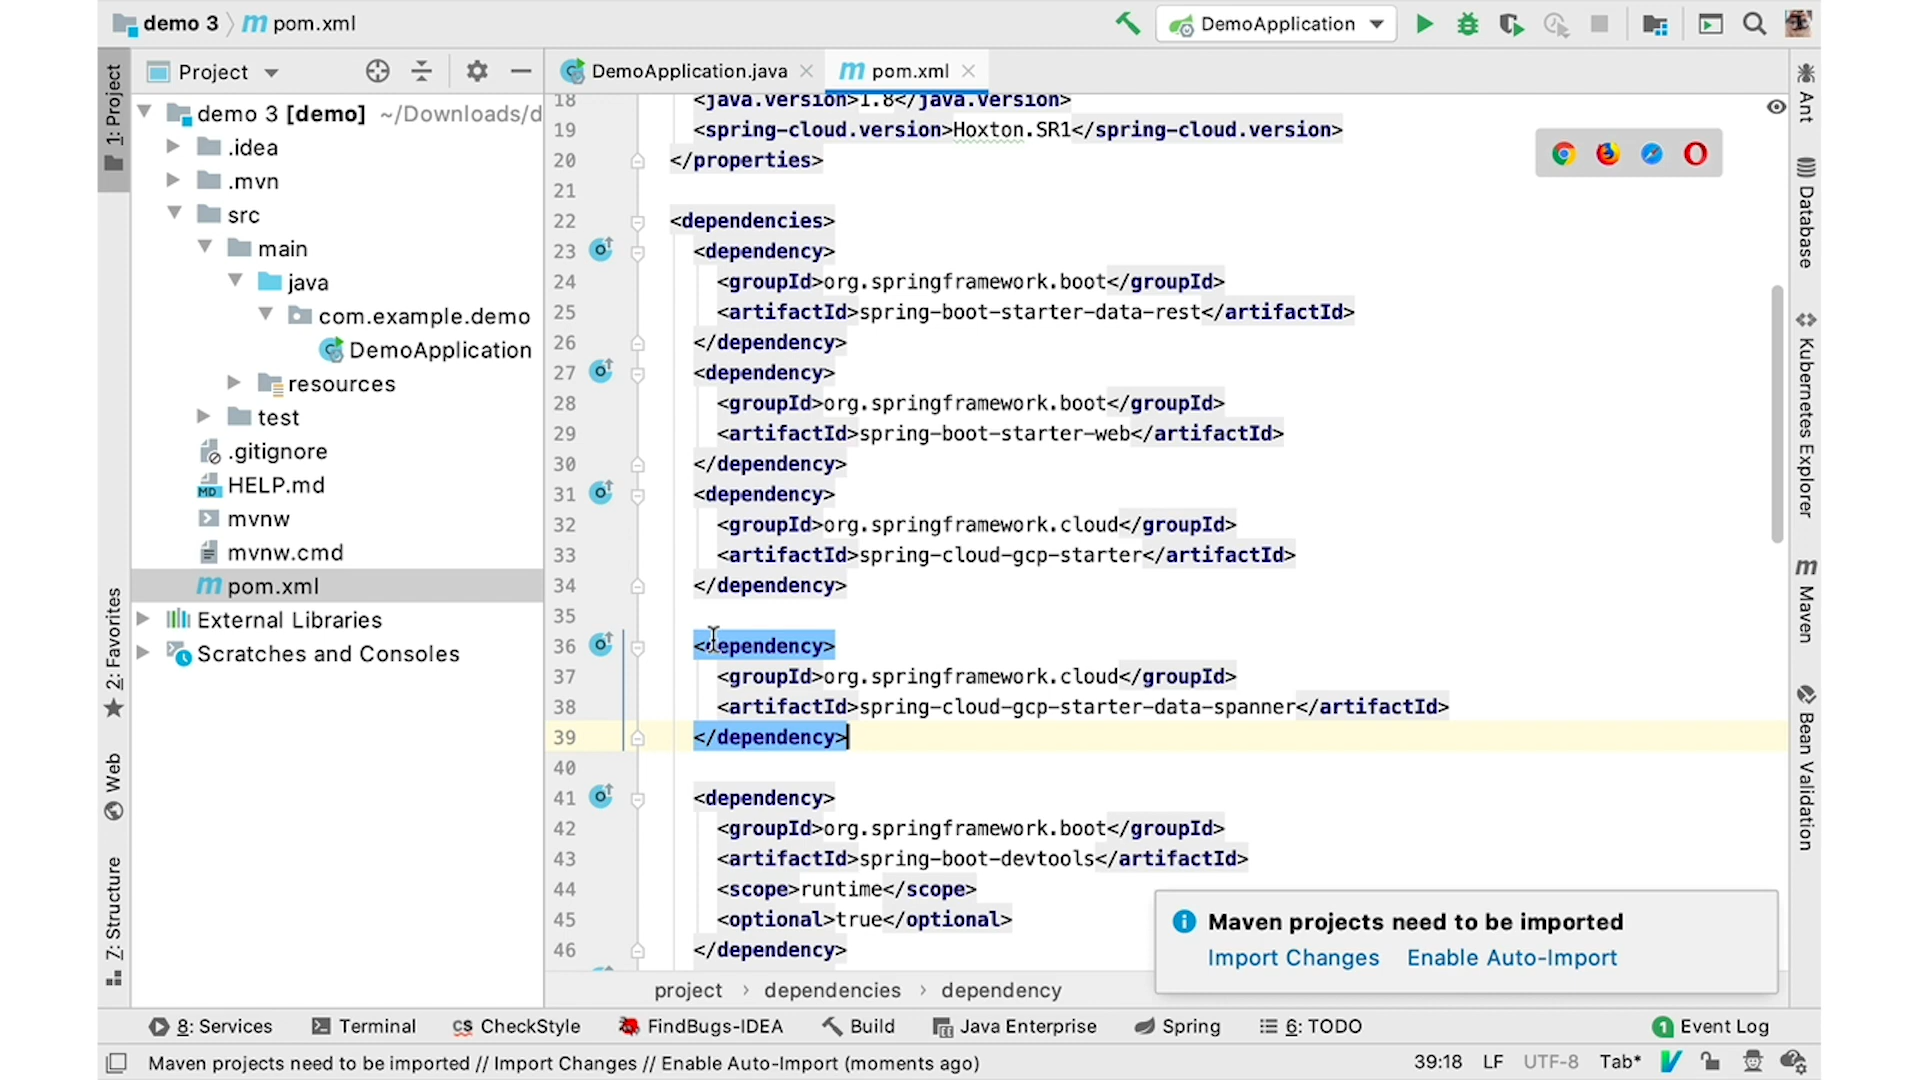 demo 3 pom.xml
DemoApplication
1: Project
2: Favorites
Web
Z: Structure
Project
demo 3 [demo] ~/Downloads/d
.idea
.mvn
src
main
java
com.example.demo
DemoApplication
resources
test
.gitignore
HELP.md
mvnw
mvnw.cmd
pom.xml
External Libraries
Scratches and Consoles
DemoApplication.java
pom.xml
18 <java.version>1.8</java.version>
19 <spring-cloud.version>Hoxton.SR1</spring-cloud.version>
20 </properties>
21
22 <dependencies>
23 <dependency>
24 <groupId>org.springframework.boot</groupId>
25 <artifactId>spring-boot-starter-data-rest</artifactId>
26 </dependency>
27 <dependency>
28 <groupId>org.springframework.boot</groupId>
29 <artifactId>spring-boot-starter-web</artifactId>
30 </dependency>
31 <dependency>
32 <groupId>org.springframework.cloud</groupId>
33 <artifactId>spring-cloud-gcp-starter</artifactId>
34 </dependency>
35
36 <dependency>
37 <groupId>org.springframework.cloud</groupId>
38 <artifactId>spring-cloud-gcp-starter-data-spanner</artifactId>
39 </dependency>
40
41 <dependency>
42 <groupId>org.springframework.boot</groupId>
43 <artifactId>spring-boot-devtools</artifactId>
44 <scope>runtime</scope>
45 <optional>true</optional>
46 </dependency>
Maven projects need to be imported
Import Changes Enable Auto-Import
project › dependencies › dependency
Ant
Database
Kubernetes Explorer
Maven
Bean Validation
8: Services Terminal CheckStyle FindBugs-IDEA Build Java Enterprise Spring 6: TODO 1 Event Log
Maven projects need to be imported // Import Changes // Enable Auto-Import (moments ago) 39:18 LF UTF-8 Tab*